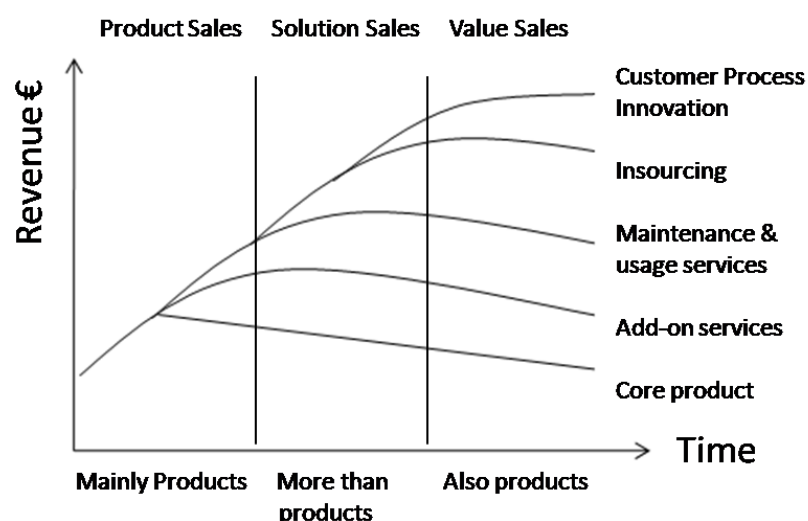 Product Sales
Solution Sales
Value Sales
Revenue €
Customer Process
Innovation
Insourcing
Maintenance &
usage services
Add-on services
Core product
Time
Mainly Products
More than
products
Also products